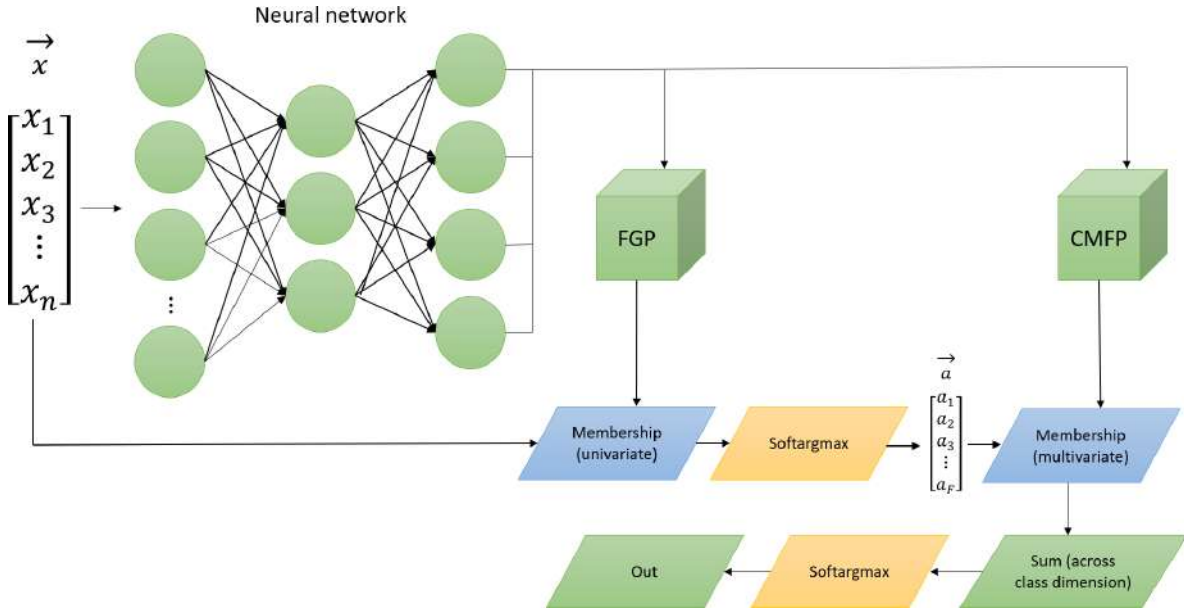 Neural network
x
x₁
x₂
x₃
⋮
xₙ
⋮
FGP
CMFP
Membership
(univariate)
Softargmax
a
a₁
a₂
a₃
⋮
a_F
Membership
(multivariate)
Out
Softargmax
Sum (across
class dimension)